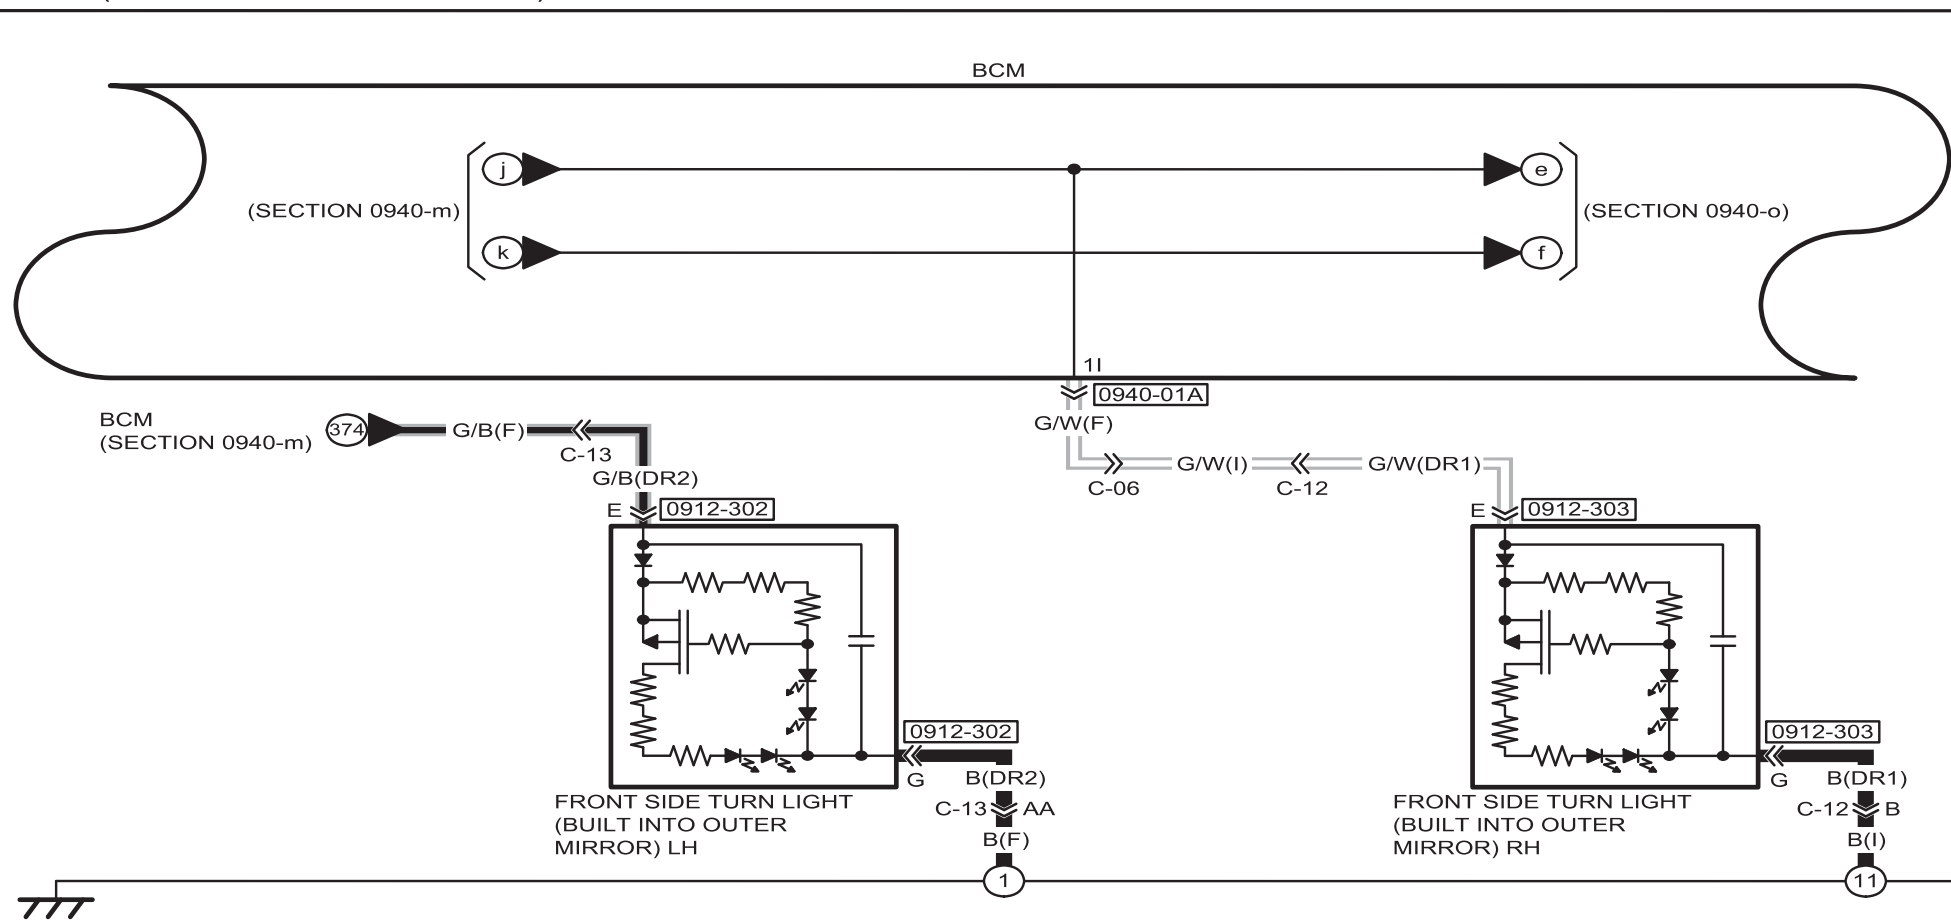 BCM
j
e
(SECTION 0940-m)
(SECTION 0940-o)
k
f
1I
0940-01A
BCM
(SECTION 0940-m)
374
G/B(F)
C-13
G/B(DR2)
G/W(F)
G/W(I)
G/W(DR1)
C-06
C-12
E
0912-302
E
0912-303
0912-302
G
B(DR2)
C-13
AA
B(F)
FRONT SIDE TURN LIGHT
(BUILT INTO OUTER
MIRROR) LH
0912-303
G
B(DR1)
C-12
B
B(I)
FRONT SIDE TURN LIGHT
(BUILT INTO OUTER
MIRROR) RH
1
11